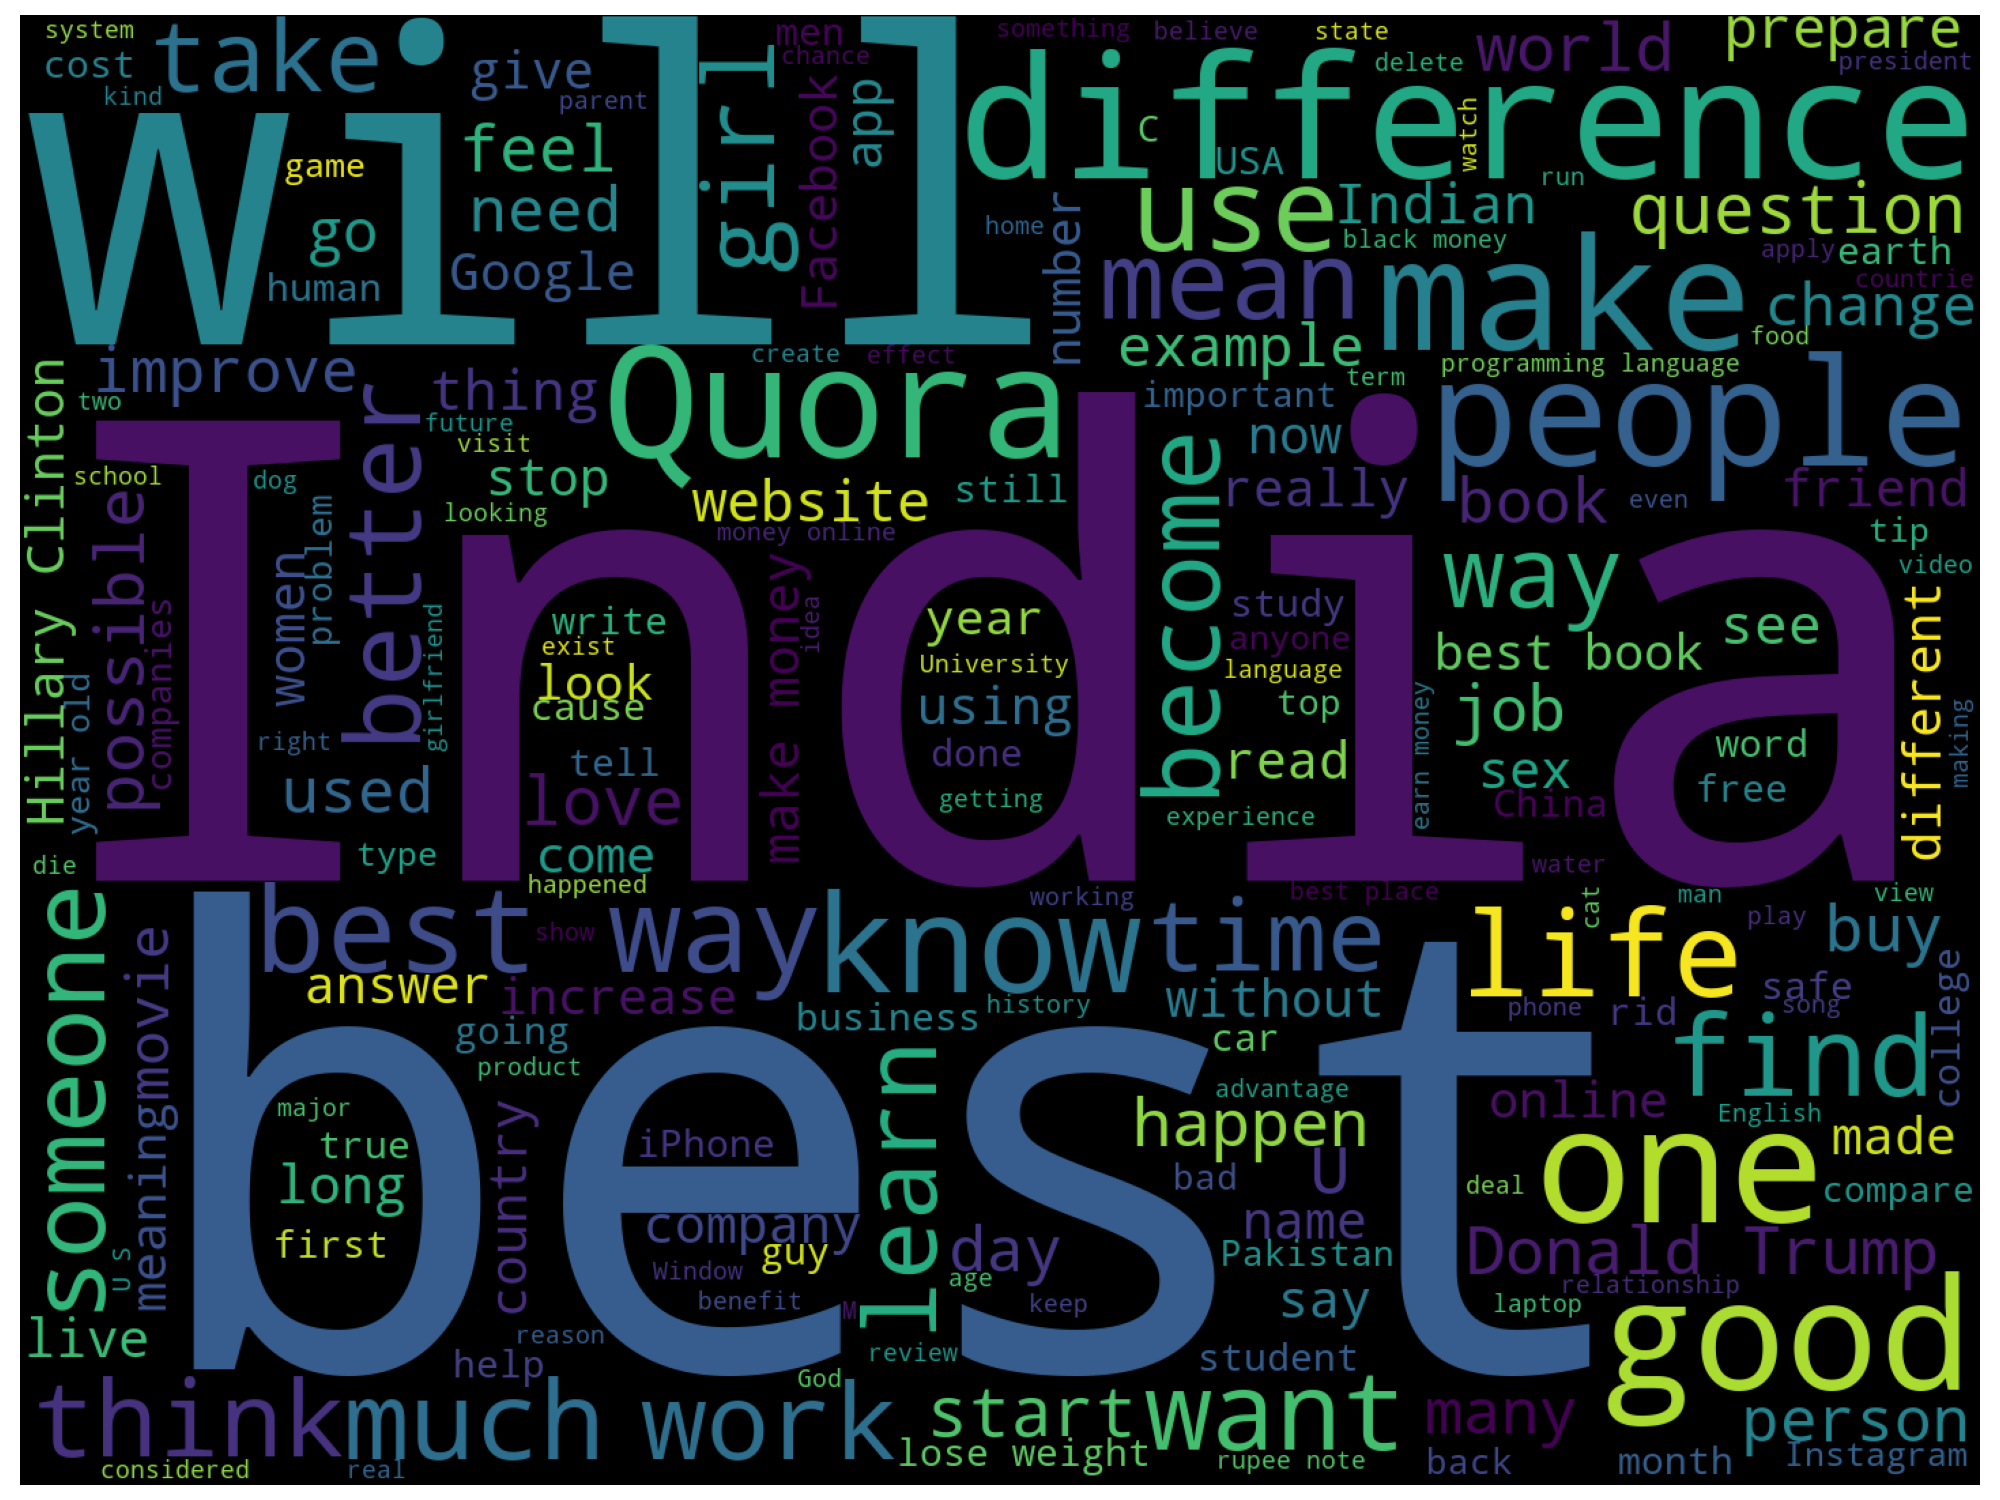 system
take
cost
kind
will
give
parent
feel
game
need
go
Google
human
girl
men
chance
Facebook
app
something
believe
state
difference
delete
world
prepare
president
C
USA
watch
run
use
Indian
question
home
number
black money
apply
earth
countrie
mean
make
change
food
example
programming language
improve
create
effect
Quora
thing
better
future
visit
stop
two
Hillary Clinton
school
dog
looking
website
still
money online
important
term
now
people
really
book
even
friend
tip
video
become
India
possible
companies
women
problem
girlfriend
year old
right
used
type
die
write
exist
look
cause
tell
love
come
happened
make money
idea
year
University
using
done
getting
study
anyone
language
top
read
experience
earn money
way
best book
see
job
sex
word
free
China
different
making
water
best way
know
time
working
best place
life
cat
man
play
view
buy
someone
meaning
movie
show
answer
increase
going
product
business
history
without
phone
rid
safe
song
college
find
best
major
true
long
first
country
iPhone
company
guy
Window
benefit
learn
day
age
keep
M
review
car
advantage
happen
bad
U
name
Pakistan
say
student
online
English
one
made
deal
compare
Donald Trump
relationship
laptop
good
U S
live
reason
help
God
think
much
work
start
want
many
person
considered
real
lose weight
rupee note
back
month
Instagram